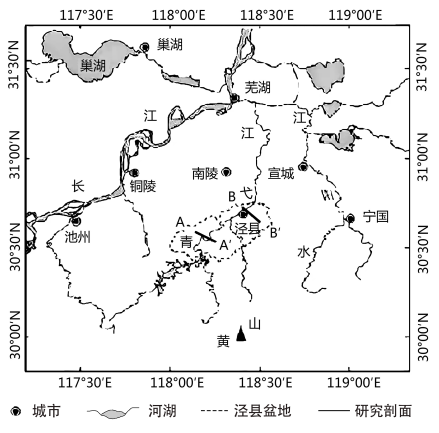 117°30'E 118°00'E 118°30'E 119°00'E
31°30'N
31°00'N
30°30'N
30°00'N
巢湖
巢湖
芜湖
江
江
江
南陵
宣城
铜陵
长
弋
B
池州
A
泾县
宁国
青
A'
B'
水
山
黄
31°30'N
31°00'N
30°30'N
30°00'N
117°30'E 118°00'E 118°30'E 119°00'E
城市 河湖 泾县盆地 研究剖面